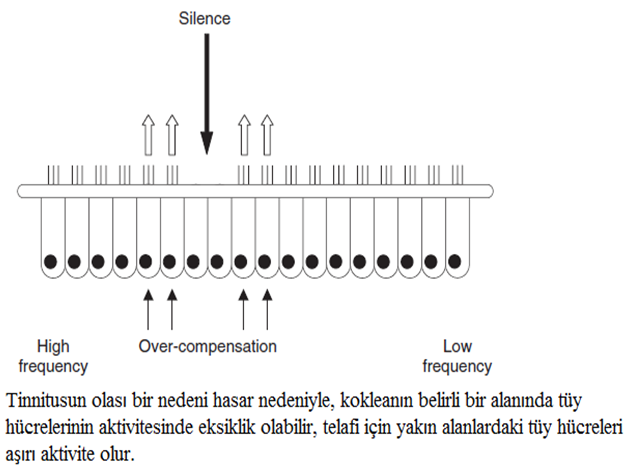 Silence
High
frequency
Over-compensation
Low
frequency
Tinnitusun olası bir nedeni hasar nedeniyle, kokleanın belirli bir alanında tüy
hücrelerinin aktivitesinde eksiklik olabilir, telafi için yakın alanlardaki tüy hücreleri
aşırı aktivite olur.